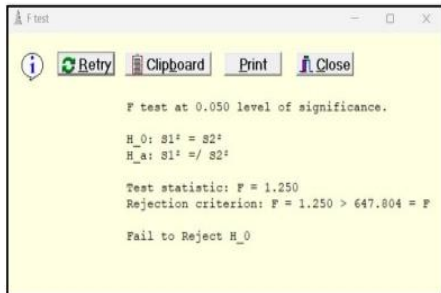 F test
Retry Clipboard Print Close
F test at 0.050 level of significance.
H_0: S1² = S2²
H_a: S1² =/ S2²
Test statistic: F = 1.250
Rejection criterion: F = 1.250 > 647.804 = F
Fail to Reject H_0